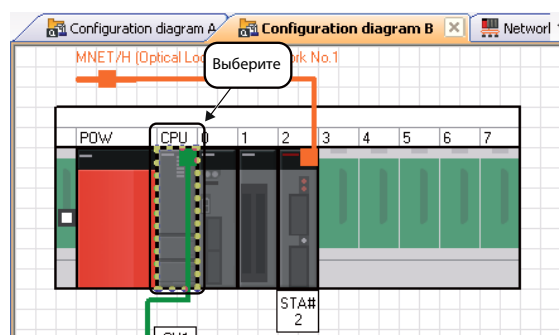 Configuration diagram A
Configuration diagram B
Networ
MNET/H (Optical Lo
rk No.1
Выберите
POW CPU 0 1 2 3 4 5 6 7
STA#
2